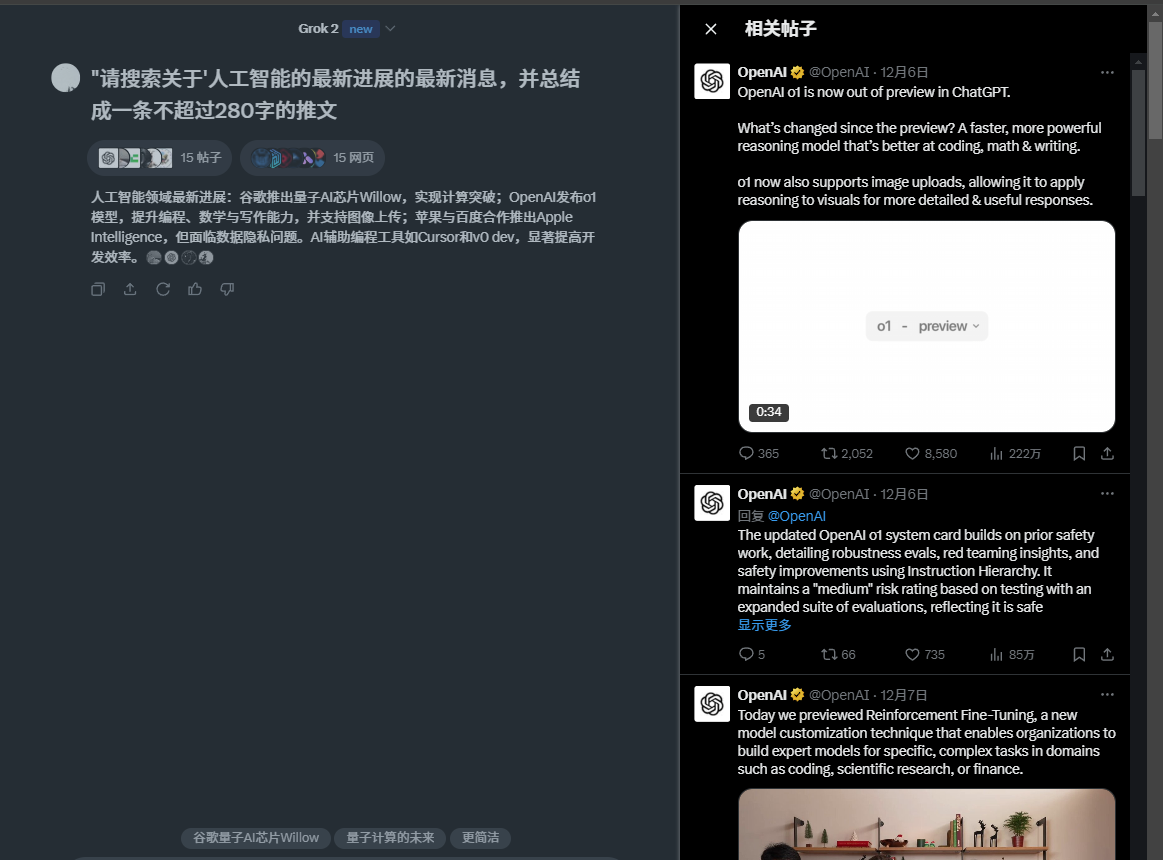 Grok 2 new
"请搜索关于'人工智能的最新进展的最新消息，并总结
成一条不超过280字的推文
15 帖子
15 网页
人工智能领域最新进展：谷歌推出量子AI芯片Willow，实现计算突破；OpenAI发布o1
模型，提升编程、数学与写作能力，并支持图像上传；苹果与百度合作推出Apple
Intelligence，但面临数据隐私问题。AI辅助编程工具如Cursor和v0 dev，显著提高开
发效率。
谷歌量子AI芯片Willow
量子计算的未来
更简洁
相关帖子
OpenAI @OpenAI · 12月6日
OpenAI o1 is now out of preview in ChatGPT.
What’s changed since the preview? A faster, more powerful
reasoning model that’s better at coding, math & writing.
o1 now also supports image uploads, allowing it to apply
reasoning to visuals for more detailed & useful responses.
o1 - preview
0:34
365
2,052
8,580
222万
OpenAI @OpenAI · 12月6日
回复 @OpenAI
The updated OpenAI o1 system card builds on prior safety
work, detailing robustness evals, red teaming insights, and
safety improvements using Instruction Hierarchy. It
maintains a "medium" risk rating based on testing with an
expanded suite of evaluations, reflecting it is safe
显示更多
5
66
735
85万
OpenAI @OpenAI · 12月7日
Today we previewed Reinforcement Fine-Tuning, a new
model customization technique that enables organizations to
build expert models for specific, complex tasks in domains
such as coding, scientific research, or finance.